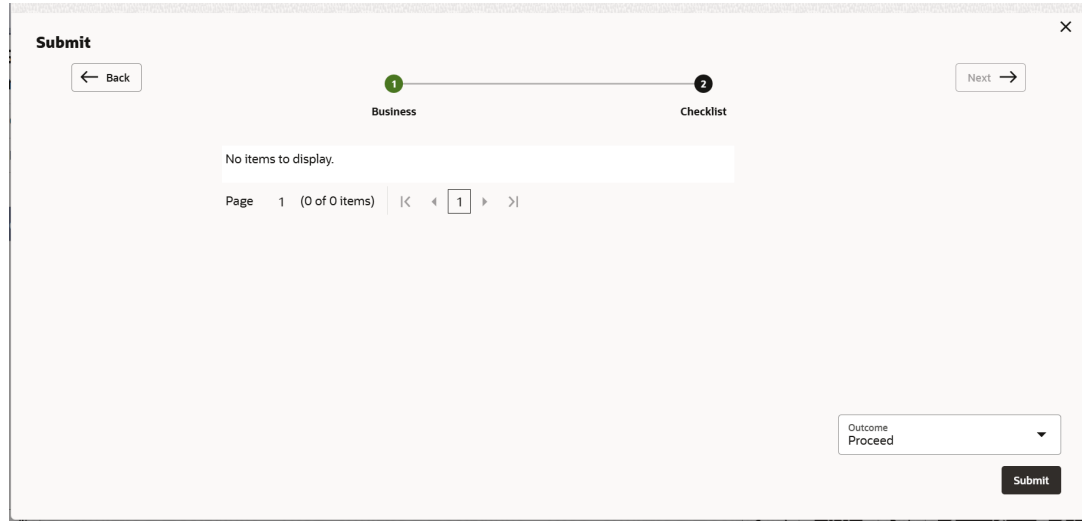 Submit
Back
Next
1
2
Business
Checklist
No items to display.
Page 1 (0 of 0 items) 1
Outcome
Proceed
Submit